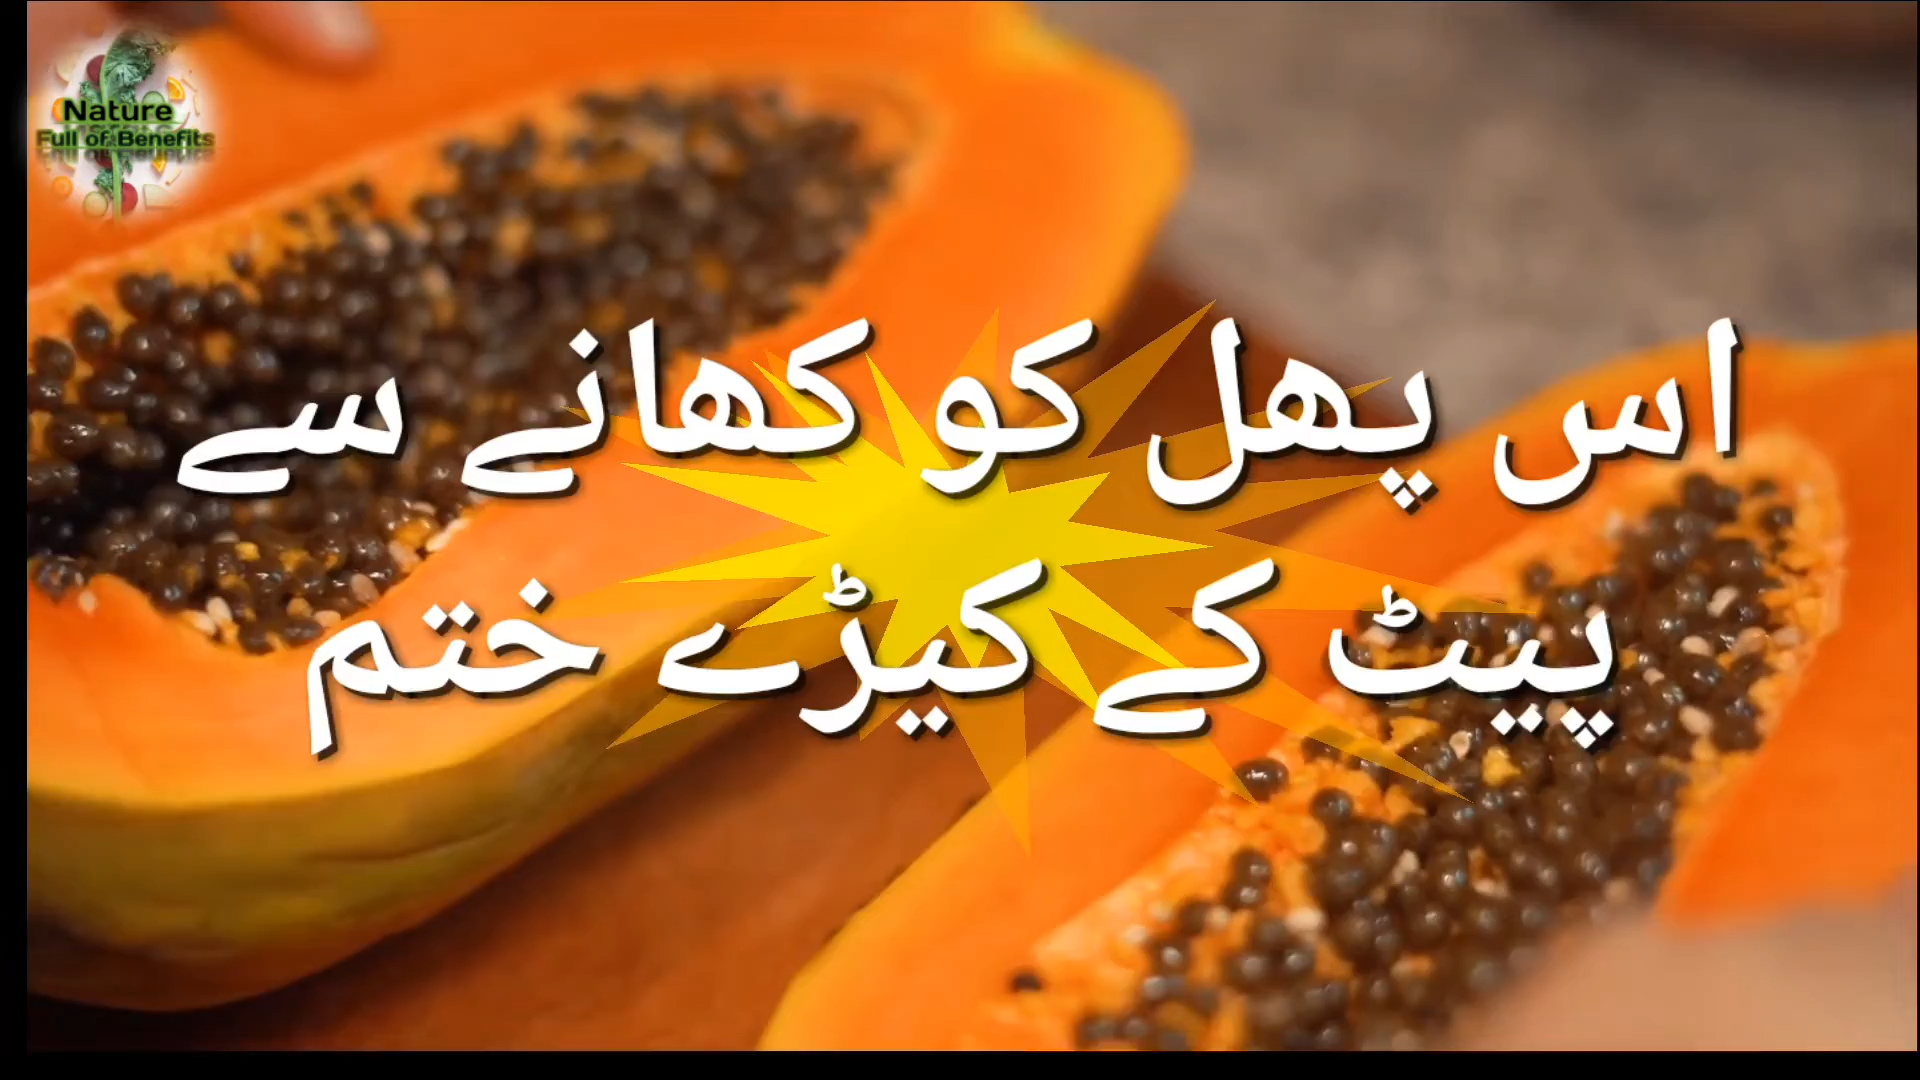 Nature
Full of Benefits
اس پھل کو کھانے سے
پیٹ کے کیڑے ختم